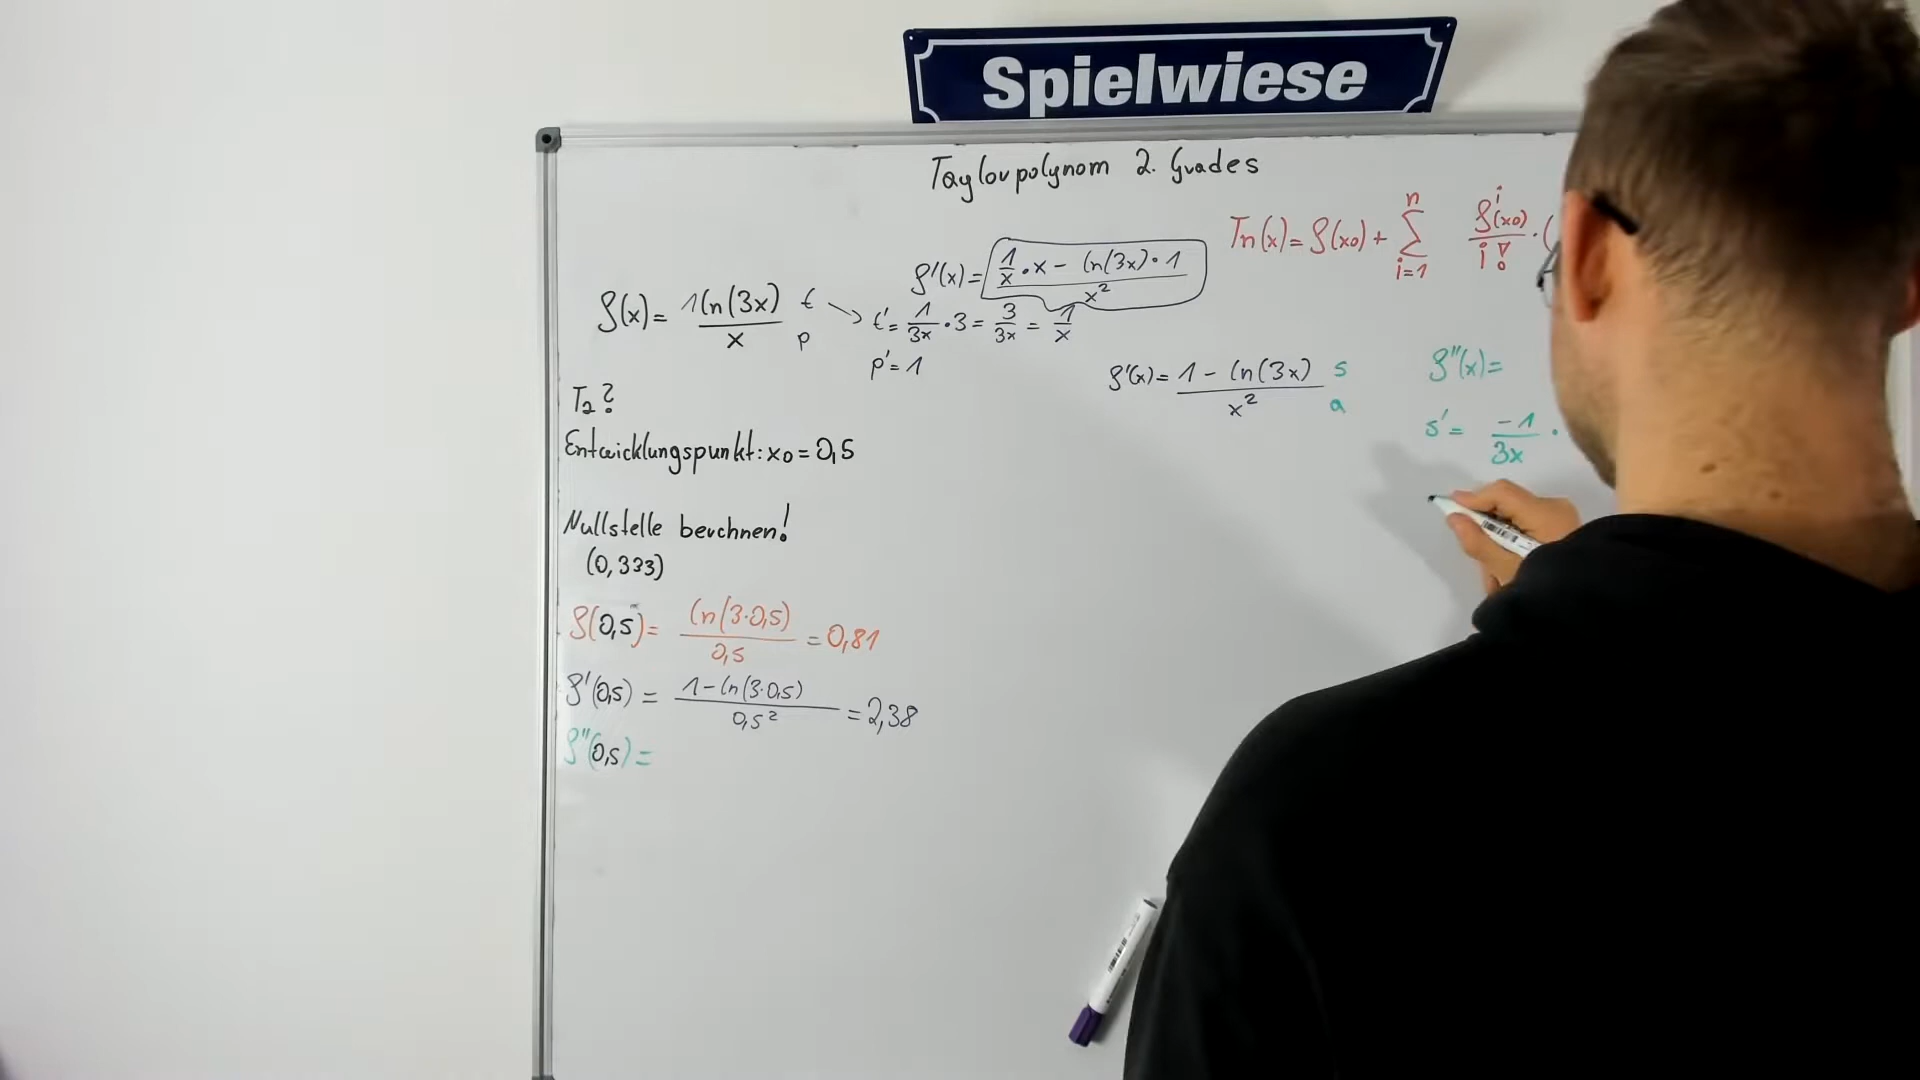 Spielwiese
Taylorpolynom 2. Grades
Tn(x)= f(x0) + Σ n i=1 fⁱ(x0) / i! · (
f'(x)= (1/x · x − ln(3x) · 1) / x²
f(x)= 1ln(3x) / x t p
t'= 1/3x · 3 = 3/3x = 1/x
p'= 1
f'(x)= (1 − ln(3x)) / x² s a
f''(x)=
s'= −1/3x ·
T2?
Entwicklungspunkt: x0 = 0,5
Nullstelle berchnen!
(0,333)
f(0,5)= ln(3·0,5) / 0,5 = 0,81
f'(0,5) = (1−ln(3·0,5)) / 0,5² = 2,38
f''(0,5) =